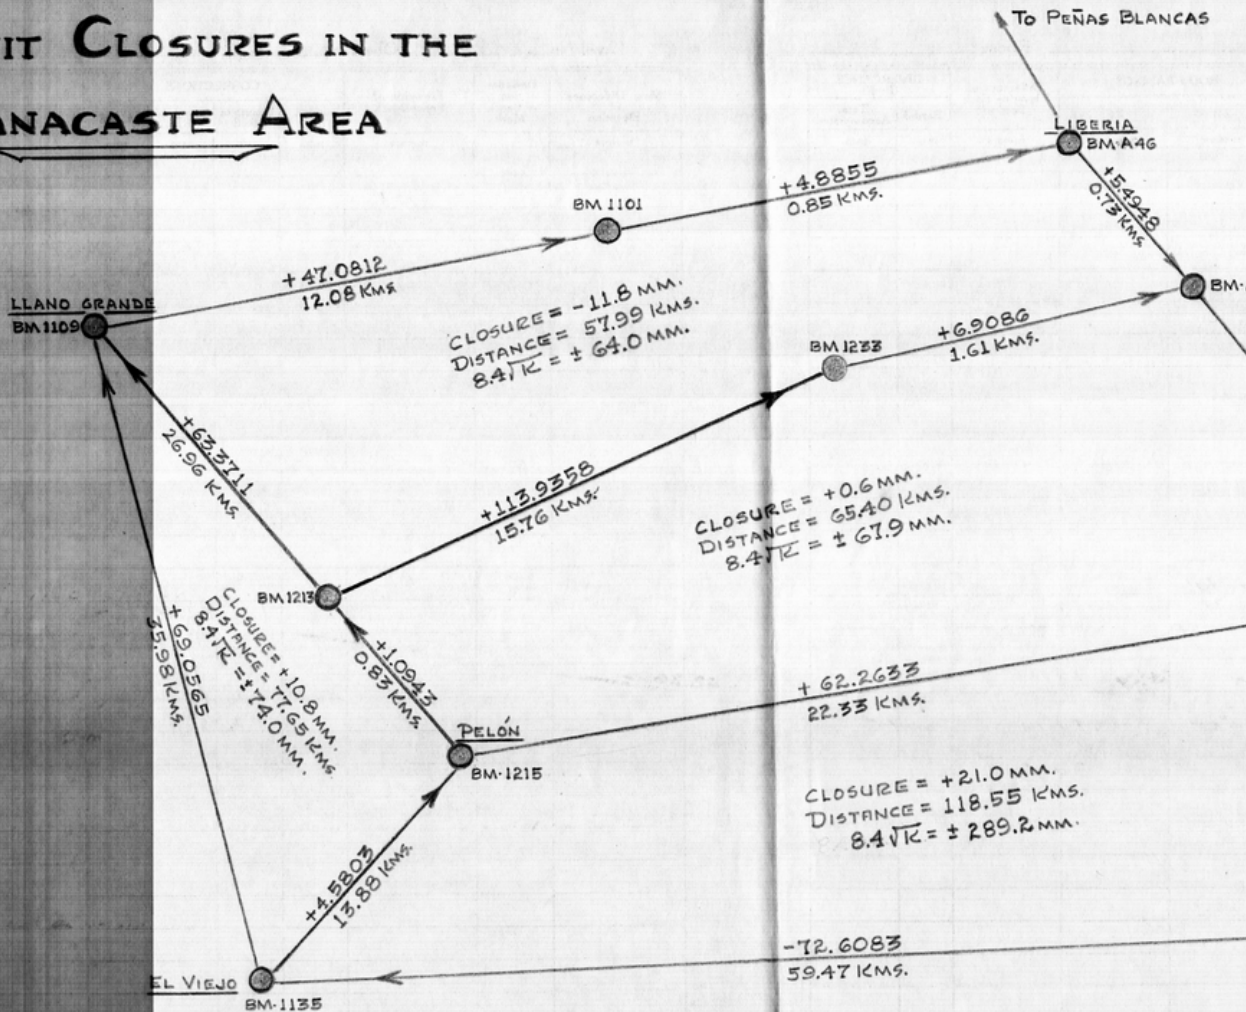 IT CLOSURES IN THE
ANACASTE AREA
TO PEÑAS BLANCAS
LIBERIA
BM·A46
+4.8855
0.85 KMS.
+5.4948
0.73 KMS.
BM 1101
+47.0812
12.08 KMS
LLANO GRANDE
BM 1109
BM·
CLOSURE = -11.8 MM.
DISTANCE = 57.99 KMS.
8.4√K = ± 64.0 MM.
+6.9086
1.61 KMS.
BM 1233
+63.3711
26.96 KMS.
+113.9358
15.76 KMS.
CLOSURE = +0.6 MM.
DISTANCE = 65.40 KMS.
8.4√K = ± 67.9 MM.
BM 1213
+69.0565
35.98 KMS.
CLOSURE = +10.8 MM.
DISTANCE = 77.65 KMS.
8.4√K = ± 74.0 MM.
+1.0943
0.83 KMS.
+ 62.2633
22.33 KMS.
PELÓN
BM·1215
CLOSURE = +21.0 MM.
DISTANCE = 118.55 KMS.
8.4√K = ± 289.2 MM.
+4.5803
13.88 KMS.
-72.6083
59.47 KMS.
EL VIEJO
BM·1135